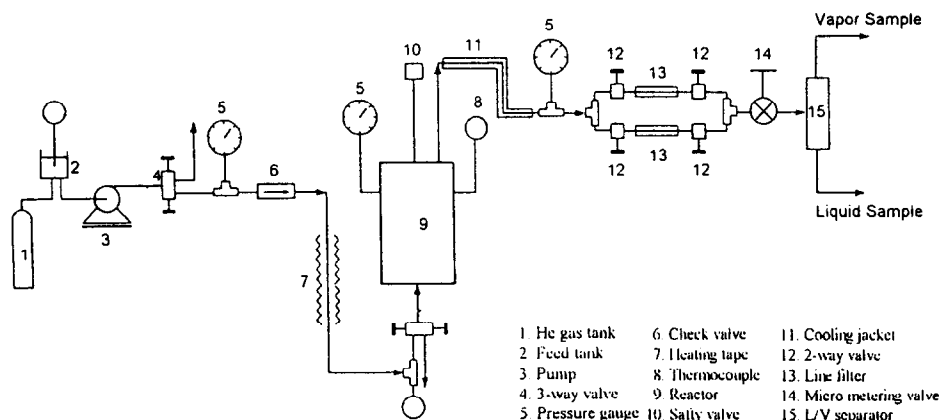 Vapor Sample
5
14
12
13
12
10
11
5
8
5
15
2
4
6
12
13
12
3
9
1
7
Liquid Sample
1. He gas tank
2. Feed tank
3. Pump
4. 3-way valve
5. Pressure gauge
6. Check valve
7. Heating tape
8. Thermocouple
9. Reactor
10. Safty valve
11. Cooling jacket
12. 2-way valve
13. Line filter
14. Micro metering valve
15. L/V separator